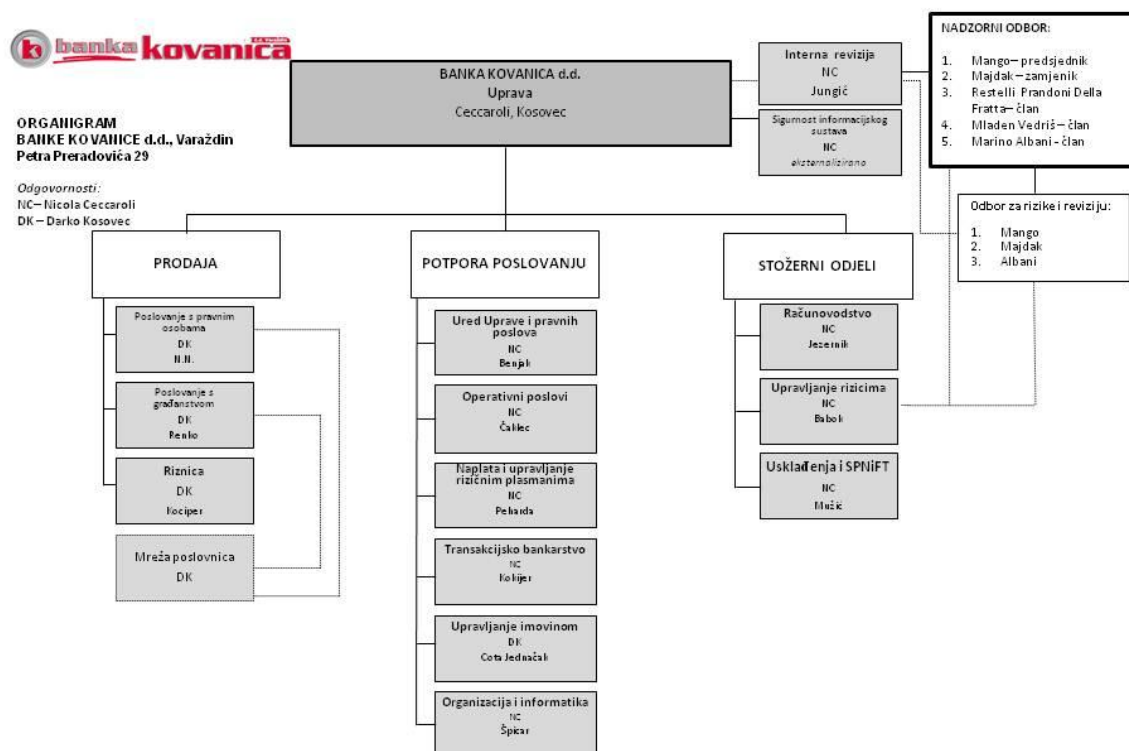 banka kovanica
d.d. Varaždin
ORGANIGRAM
BANKE KOVANICE d.d., Varaždin
Petra Preradovića 29
Odgovornosti:
NC – Nicola Ceccaroli
DK – Darko Kosovec
BANKA KOVANICA d.d.
Uprava
Ceccaroli, Kosovec
Interna revizija
NC
Jungić
Sigurnost informacijskog
sustava
NC
eksternalizirano
NADZORNI ODBOR:
1. Mango – predsjednik
2. Majdak – zamjenik
3. Restelli Prandoni Della
Fratta – član
4. Mladen Vedriš – član
5. Marino Albani - član
Odbor za rizike i reviziju:
1. Mango
2. Majdak
3. Albani
PRODAJA
Poslovanje s pravnim
osobama
DK
N.N.
Poslovanje s
građanstvom
DK
Renko
Riznica
DK
Kociper
Mreža poslovnica
DK
POTPORA POSLOVANJU
Ured Uprave i pravnih
poslova
NC
Benjak
Operativni poslovi
NC
Čaklec
Naplata i upravljanje
rizičnim plasmanima
NC
Peharda
Transakcijsko bankarstvo
NC
Kokijer
Upravljanje imovinom
DK
Cota Jednačak
Organizacija i informatika
NC
Špicar
STOŽERNI ODJELI
Računovodstvo
NC
Jezernik
Upravljanje rizicima
NC
Babok
Usklađenja i SPNiFT
NC
Mužić